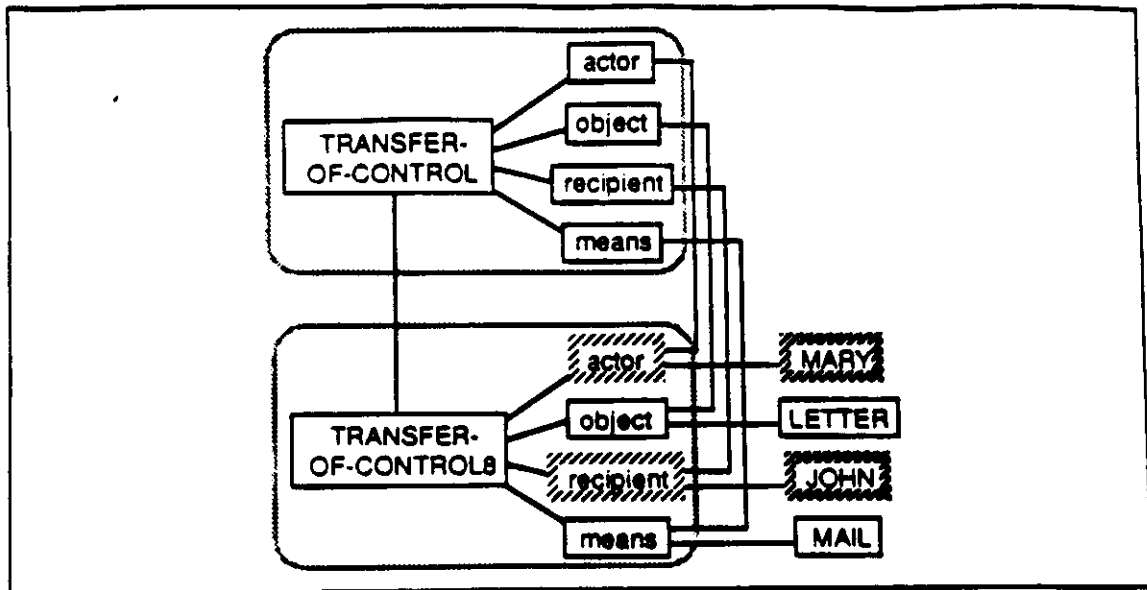 actor
object
TRANSFER-
OF-CONTROL
recipient
means
actor
MARY
object
LETTER
TRANSFER-
OF-CONTROL8
recipient
JOHN
means
MAIL